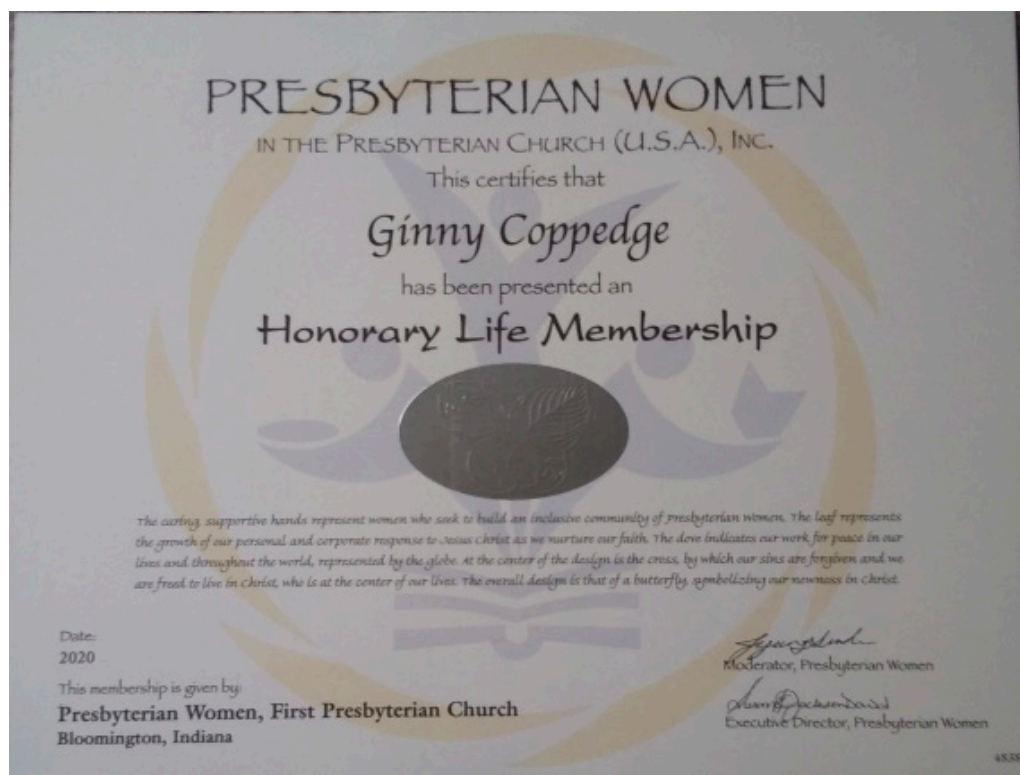 PRESBYTERIAN WOMEN
IN THE PRESBYTERIAN CHURCH (U.S.A.), INC.
This certifies that
Ginny Coppedge
has been presented an
Honorary Life Membership
The caring, supportive hands represent women who seek to build an inclusive community of Presbyterian women. The leaf represents
the growth of our personal and corporate response to Jesus Christ as we nurture our faith. The dove indicates our work for peace in our
lives and throughout the world, represented by the globe. At the center of the design is the cross, by which our sins are forgiven and we
are freed to live in Christ, who is at the center of our lives. The overall design is that of a butterfly, symbolizing our newness in Christ.
Date:
2020
This membership is given by:
Presbyterian Women, First Presbyterian Church
Bloomington, Indiana
Moderator, Presbyterian Women
Executive Director, Presbyterian Women